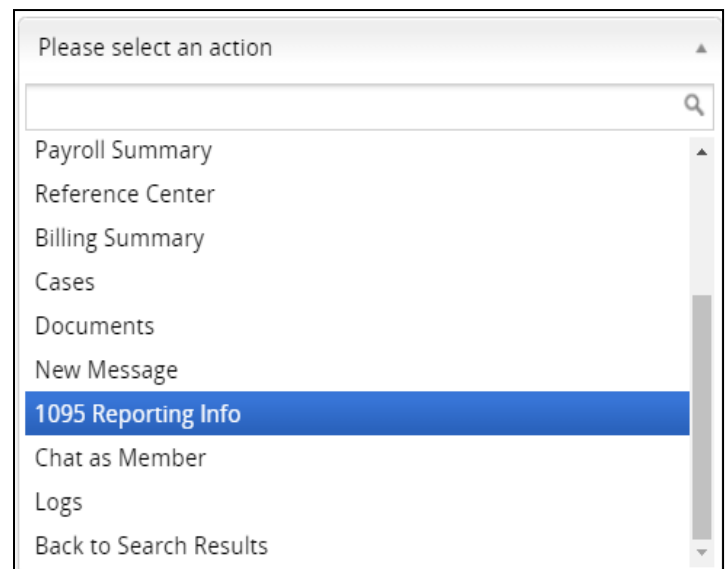 Please select an action
Payroll Summary
Reference Center
Billing Summary
Cases
Documents
New Message
1095 Reporting Info
Chat as Member
Logs
Back to Search Results